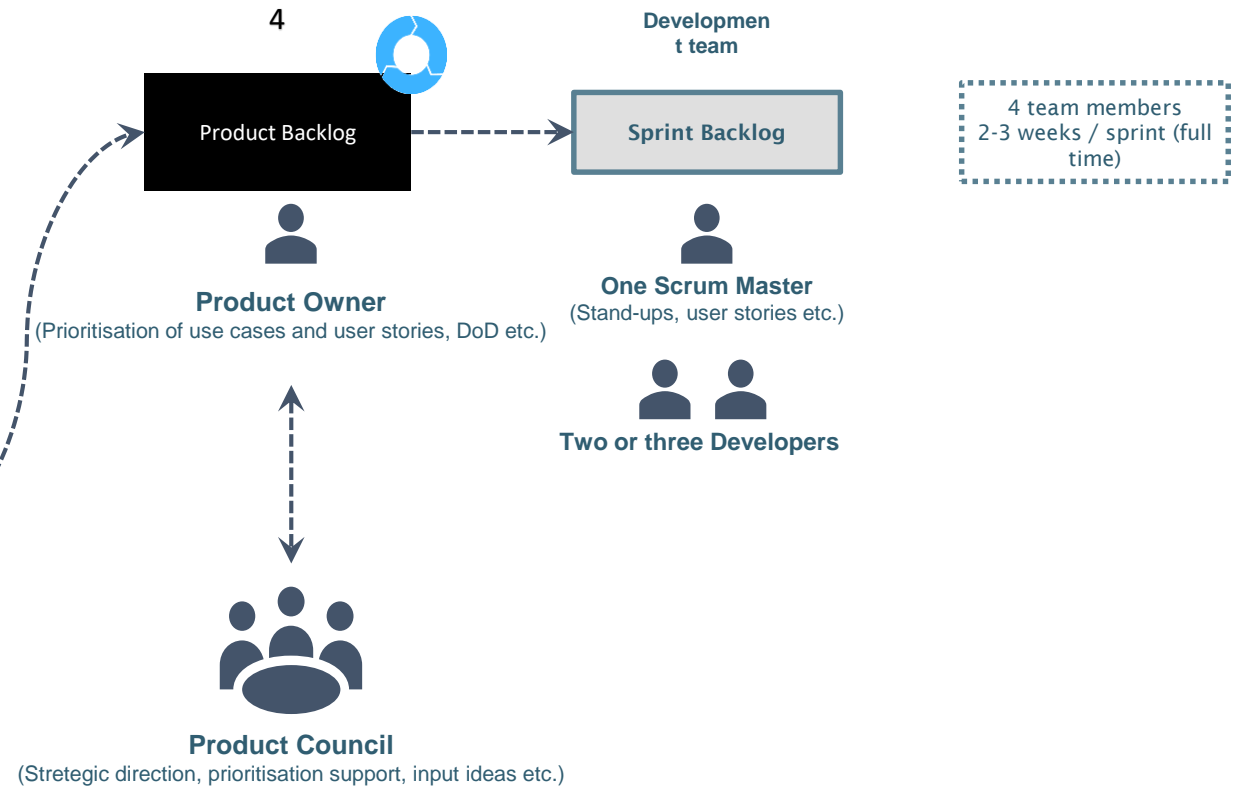 4
Developmen
t team
Product Backlog
Sprint Backlog
4 team members
2-3 weeks / sprint (full
time)
Product Owner
(Prioritisation of use cases and user stories, DoD etc.)
One Scrum Master
(Stand-ups, user stories etc.)
Two or three Developers
Product Council
(Stretegic direction, prioritisation support, input ideas etc.)